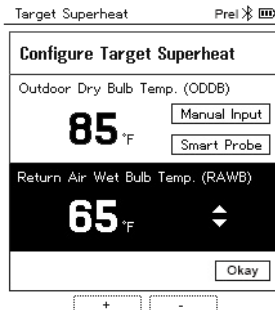 Target Superheat Prel
Configure Target Superheat
Outdoor Dry Bulb Temp. (ODDB)
85 °F
Manual Input
Smart Probe
Return Air Wet Bulb Temp. (RAWB)
65 °F
Okay
+ -